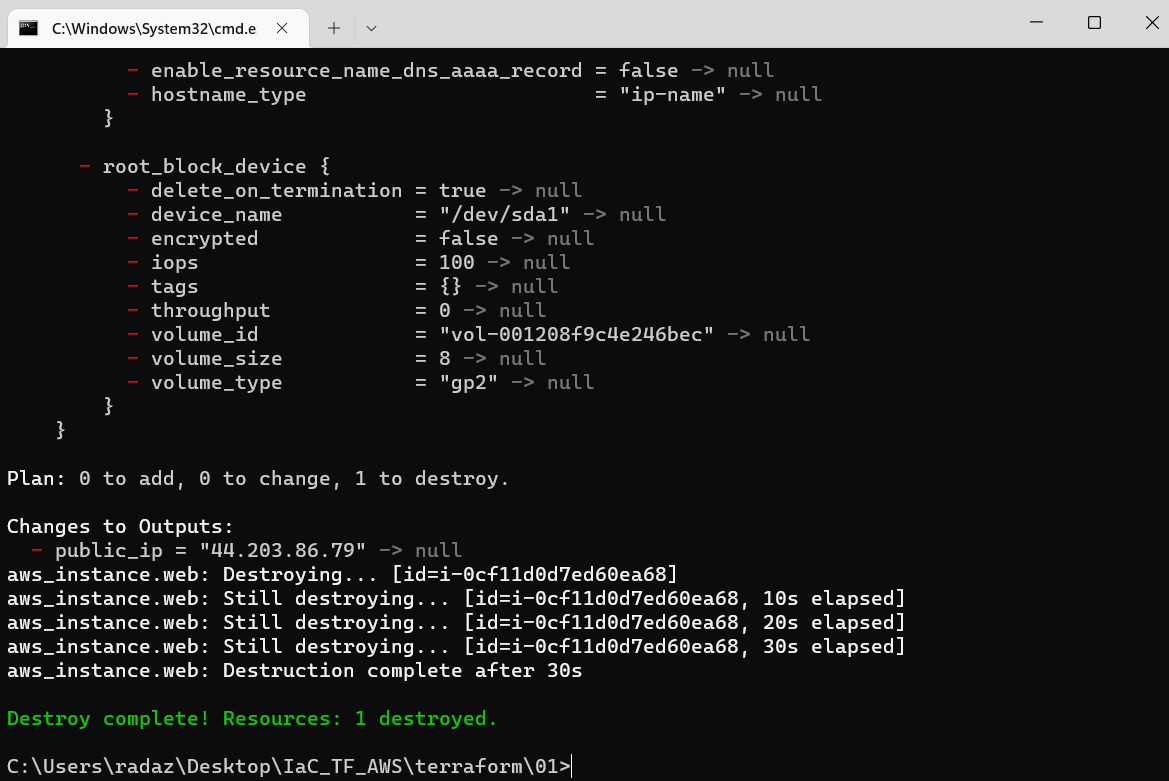 C:\Windows\System32\cmd.e
- enable_resource_name_dns_aaaa_record = false -> null
- hostname_type = "ip-name" -> null
}
- root_block_device {
- delete_on_termination = true -> null
- device_name = "/dev/sda1" -> null
- encrypted = false -> null
- iops = 100 -> null
- tags = {} -> null
- throughput = 0 -> null
- volume_id = "vol-001208f9c4e246bec" -> null
- volume_size = 8 -> null
- volume_type = "gp2" -> null
}
}
Plan: 0 to add, 0 to change, 1 to destroy.
Changes to Outputs:
- public_ip = "44.203.86.79" -> null
aws_instance.web: Destroying... [id=i-0cf11d0d7ed60ea68]
aws_instance.web: Still destroying... [id=i-0cf11d0d7ed60ea68, 10s elapsed]
aws_instance.web: Still destroying... [id=i-0cf11d0d7ed60ea68, 20s elapsed]
aws_instance.web: Still destroying... [id=i-0cf11d0d7ed60ea68, 30s elapsed]
aws_instance.web: Destruction complete after 30s
Destroy complete! Resources: 1 destroyed.
C:\Users\radaz\Desktop\IaC_TF_AWS\terraform\01>